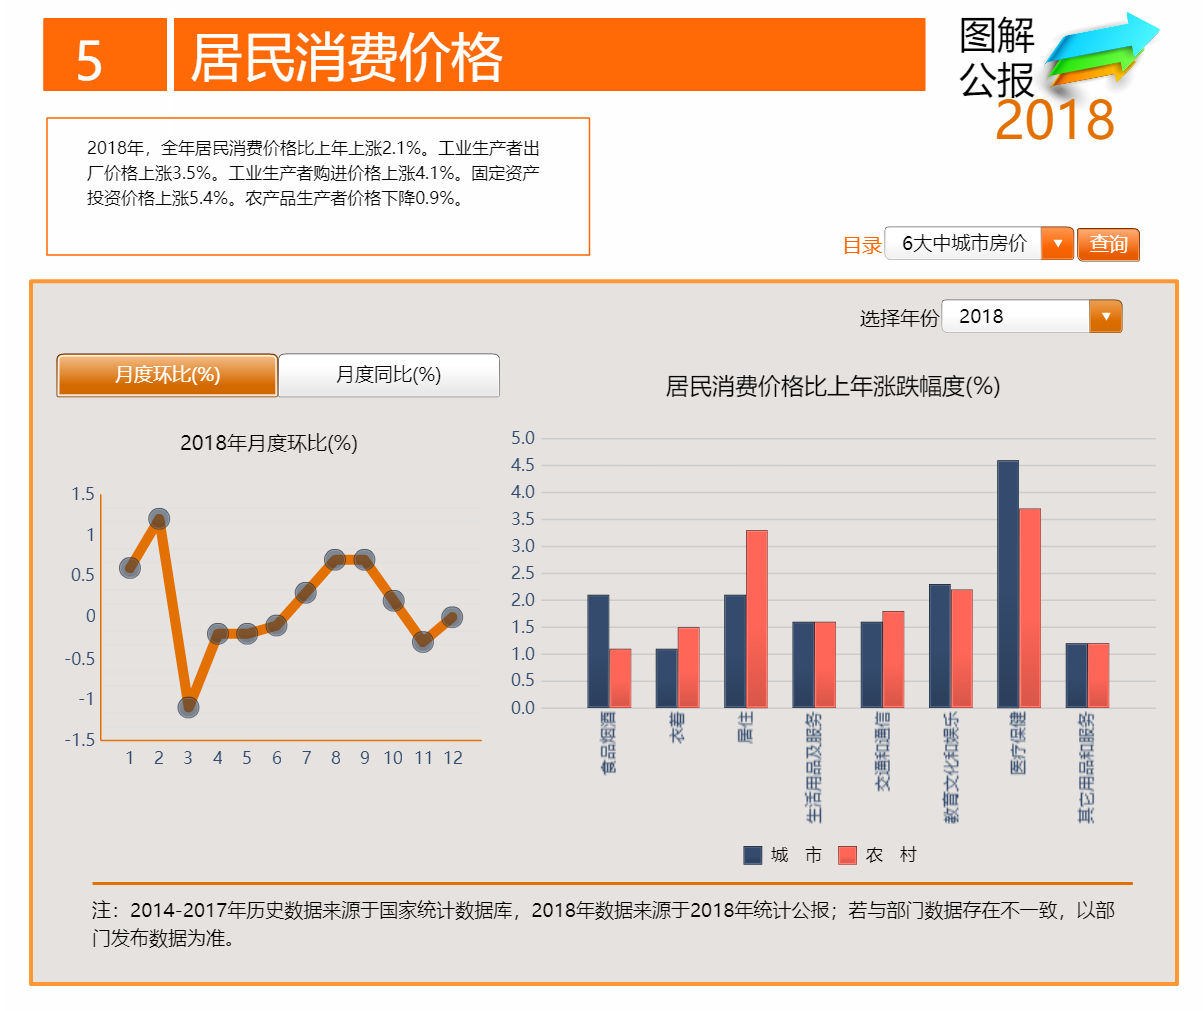 5
居民消费价格
图解
公报
2018
2018年，全年居民消费价格比上年上涨2.1%。工业生产者出
厂价格上涨3.5%。工业生产者购进价格上涨4.1%。固定资产
投资价格上涨5.4%。农产品生产者价格下降0.9%。
目录 6大中城市房价 查询
选择年份 2018
月度环比(%) 月度同比(%)
2018年月度环比(%)
1.5
1
0.5
0
-0.5
-1
-1.5
1 2 3 4 5 6 7 8 9 10 11 12
居民消费价格比上年涨跌幅度(%)
5.0
4.5
4.0
3.5
3.0
2.5
2.0
1.5
1.0
0.5
0.0
食品烟酒
衣着
居住
生活用品及服务
交通和通信
教育文化和娱乐
医疗保健
其它用品和服务
城 市 农 村
注：2014-2017年历史数据来源于国家统计数据库，2018年数据来源于2018年统计公报；若与部门数据存在不一致，以部
门发布数据为准。